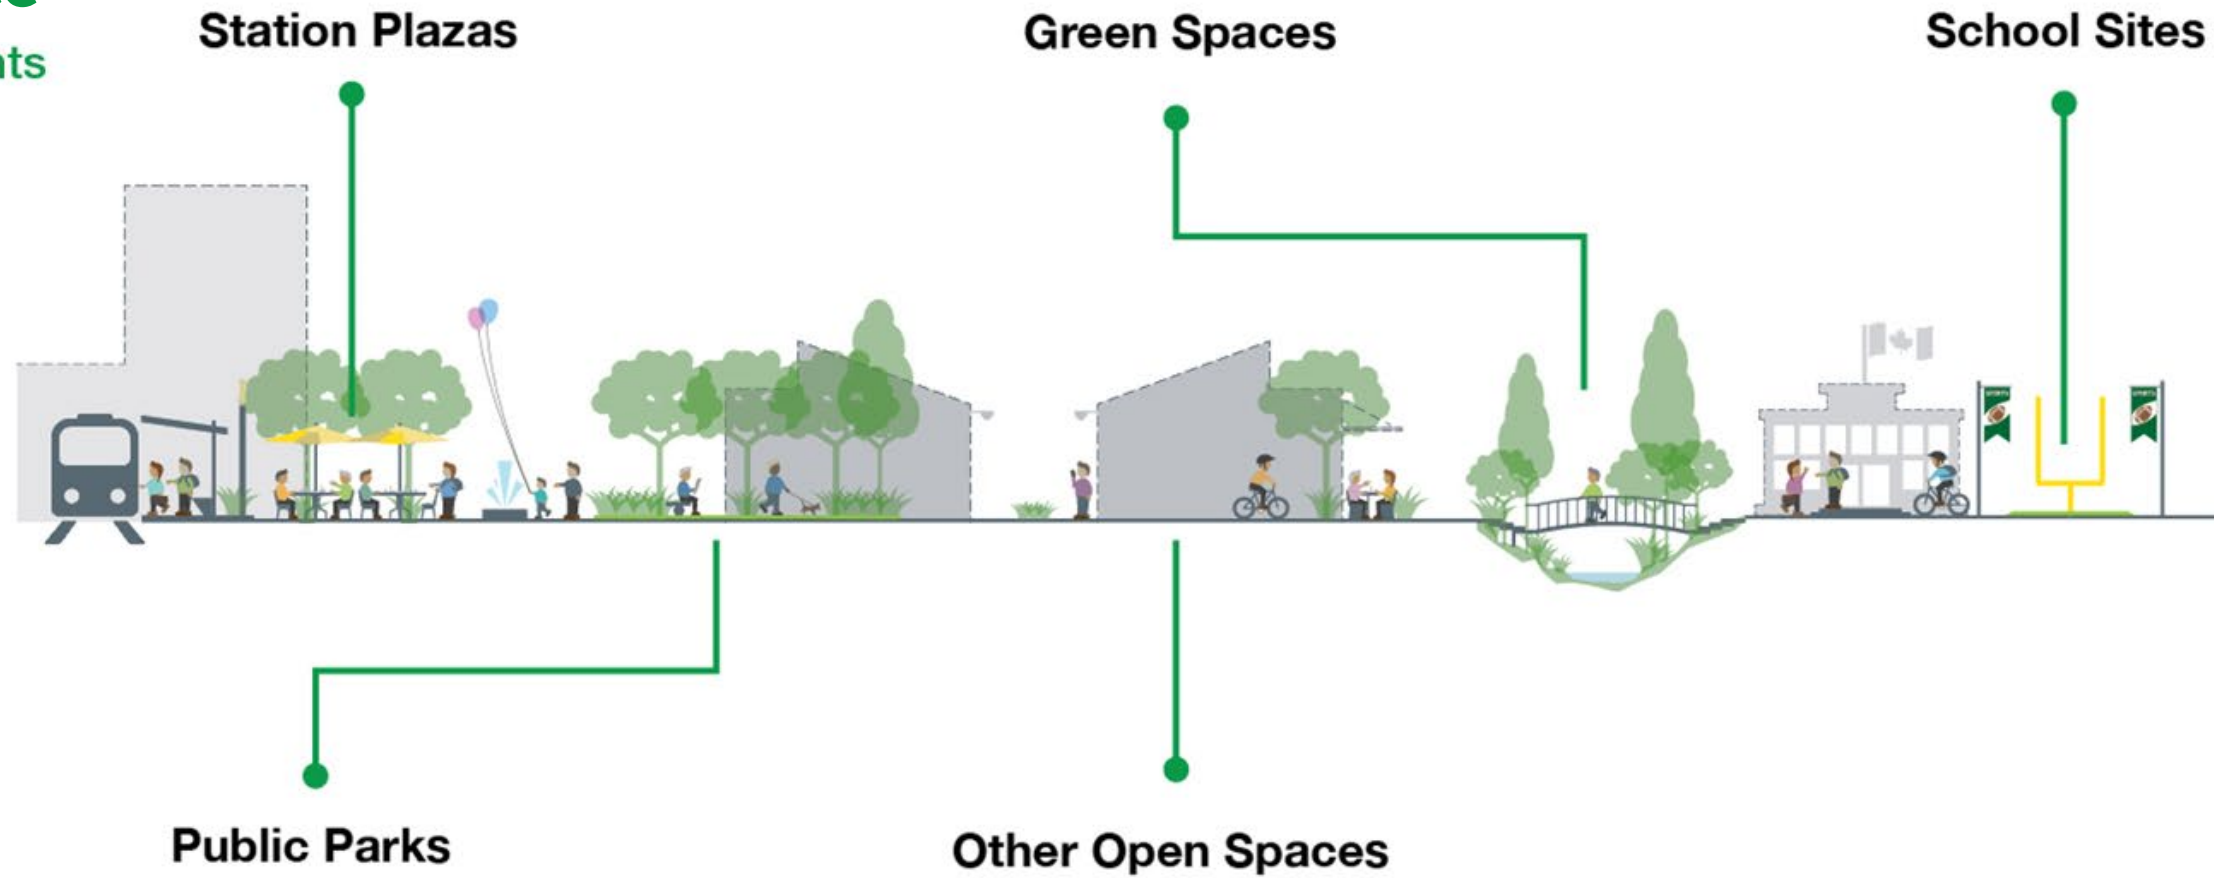 Station Plazas
Green Spaces
School Sites
Public Parks
Other Open Spaces